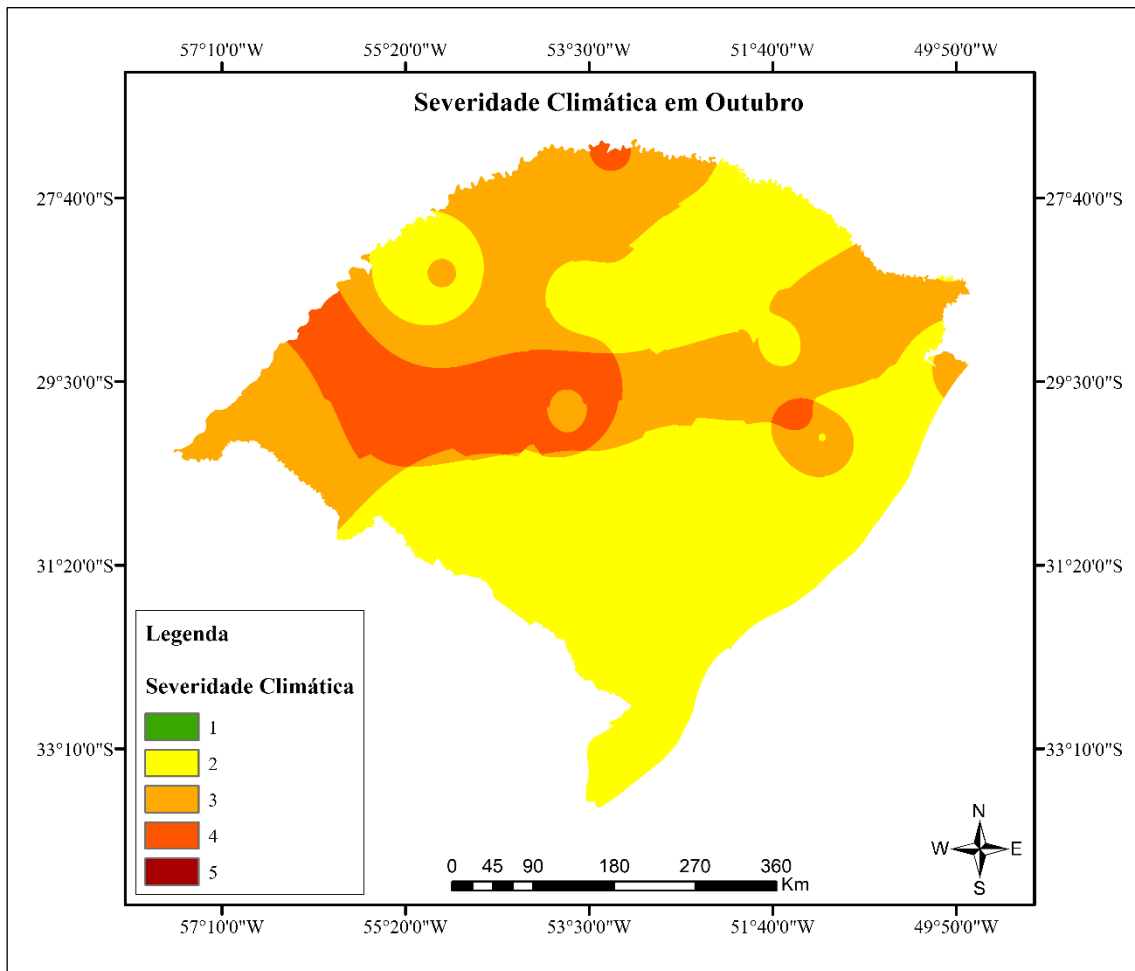 57°10'0"W 55°20'0"W 53°30'0"W 51°40'0"W 49°50'0"W
Severidade Climática em Outubro
27°40'0"S 27°40'0"S
29°30'0"S 29°30'0"S
31°20'0"S 31°20'0"S
33°10'0"S 33°10'0"S
Legenda
Severidade Climática
1
2
3
4
5
N
W E
S
0 45 90 180 270 360
Km
57°10'0"W 55°20'0"W 53°30'0"W 51°40'0"W 49°50'0"W